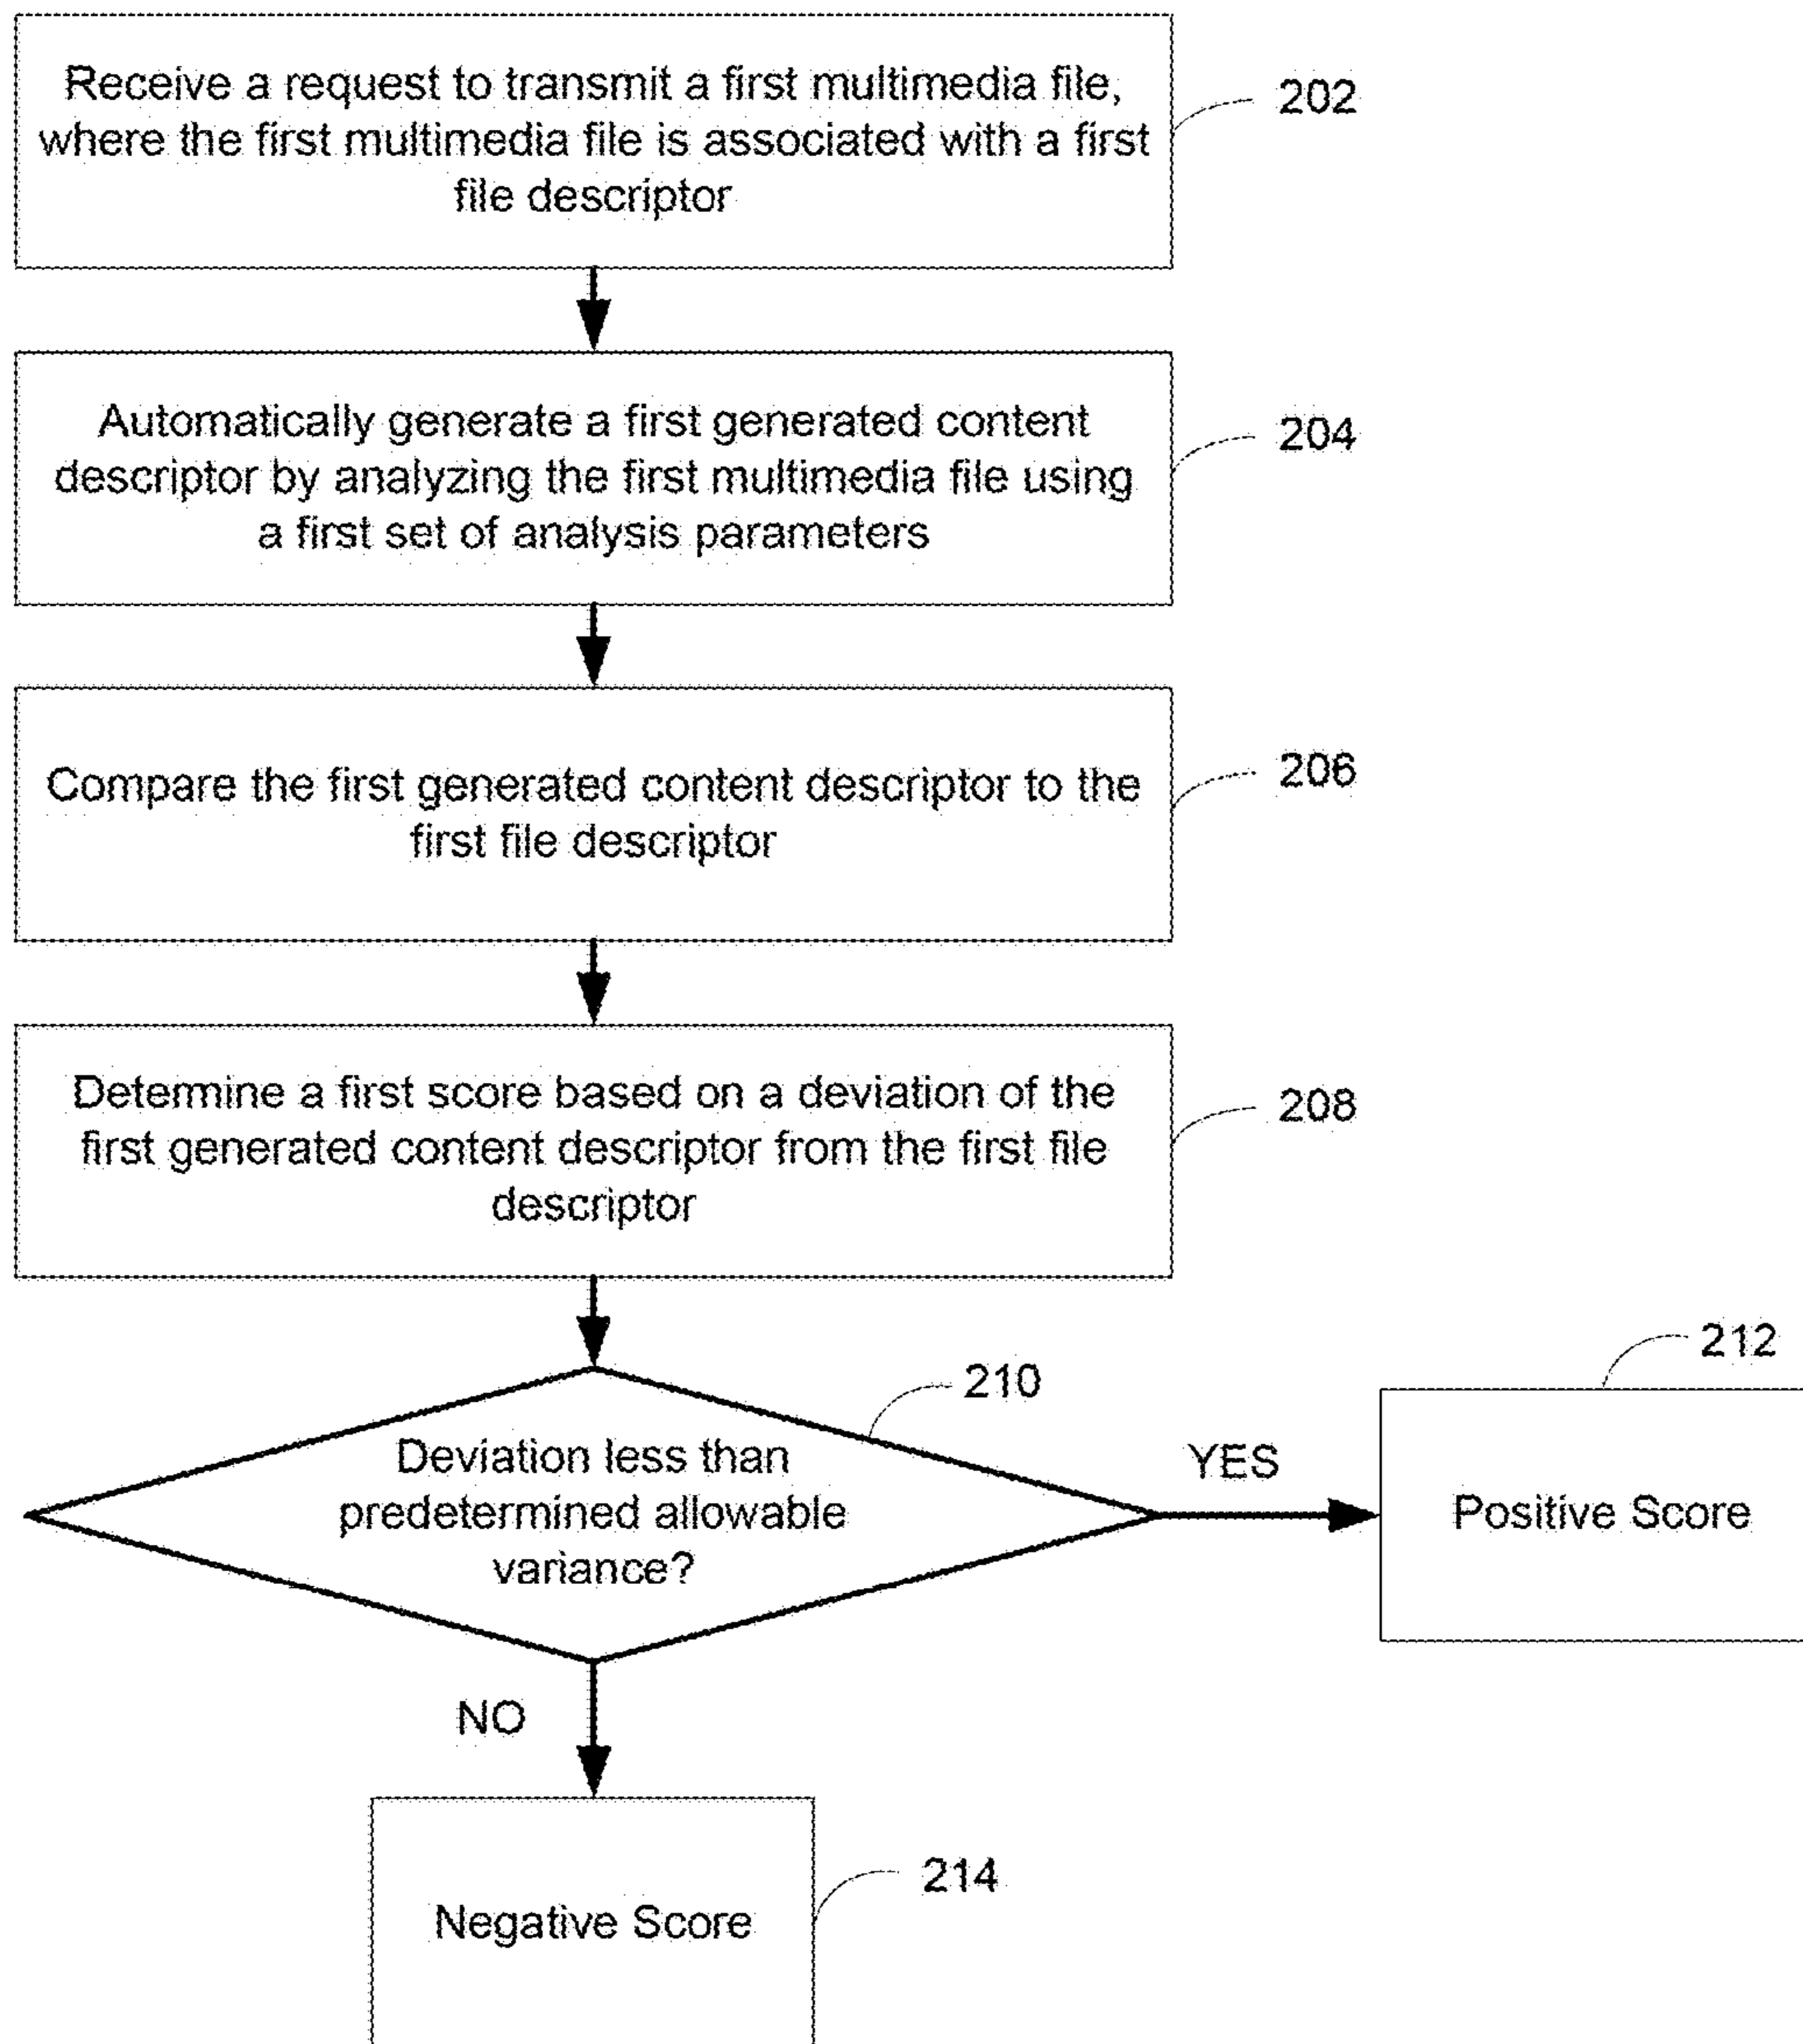 Receive a request to transmit a first multimedia file,
where the first multimedia file is associated with a first
file descriptor
202
Automatically generate a first generated content
descriptor by analyzing the first multimedia file using
a first set of analysis parameters
204
Compare the first generated content descriptor to the
first file descriptor
206
Determine a first score based on a deviation of the
first generated content descriptor from the first file
descriptor
208
210
Deviation less than
predetermined allowable
variance?
YES
212
Positive Score
NO
214
Negative Score